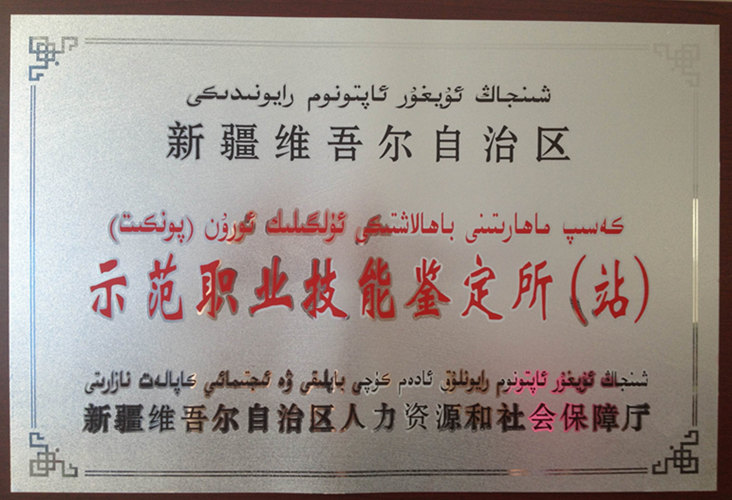 شىنجاڭ ئۇيغۇر ئاپتونوم رايونىدىكى
新疆维吾尔自治区
كەسىپ ماھارىتىنى باھالاشتىكى ئۈلگىلىك ئورۇن (پونكىت)
示范职业技能鉴定所(站)
شىنجاڭ ئۇيغۇر ئاپتونوم رايونلۇق ئادەم كۈچى بايلىقى ۋە ئىجتىمائىي كاپالەت نازارىتى
新疆维吾尔自治区人力资源和社会保障厅